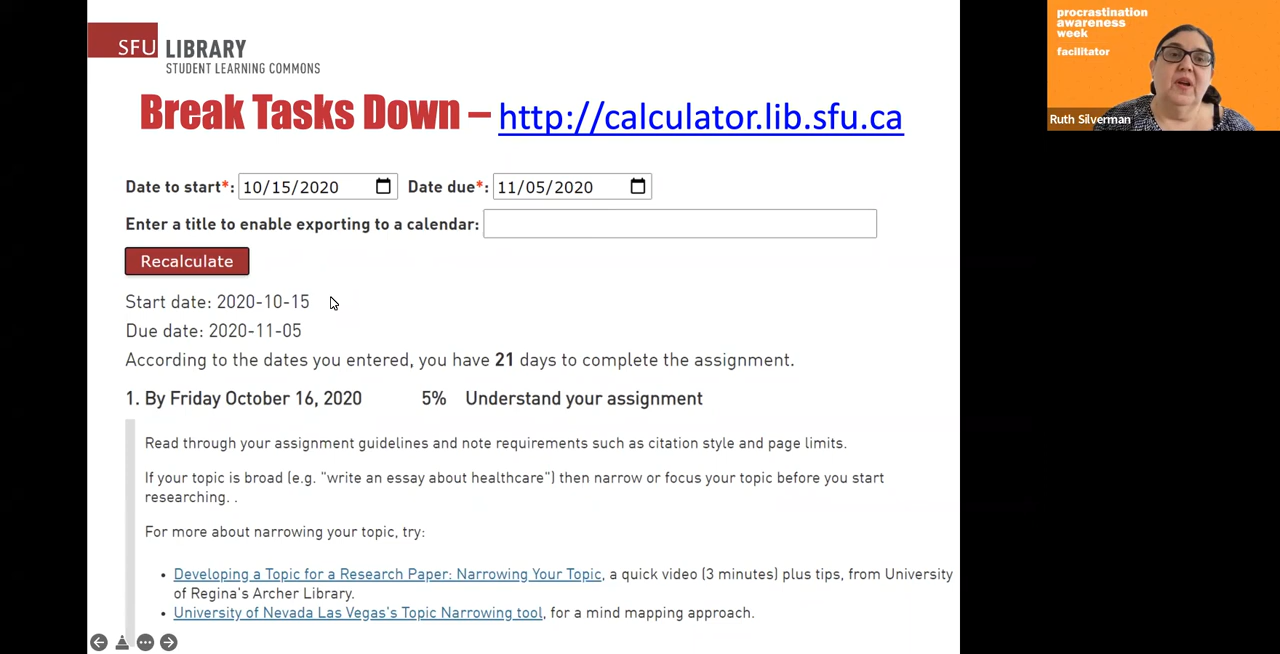 SFU LIBRARY
STUDENT LEARNING COMMONS
Break Tasks Down – http://calculator.lib.sfu.ca
Date to start*: 10/15/2020 Date due*: 11/05/2020
Enter a title to enable exporting to a calendar:
Recalculate
Start date: 2020-10-15
Due date: 2020-11-05
According to the dates you entered, you have 21 days to complete the assignment.
1. By Friday October 16, 2020 5% Understand your assignment
Read through your assignment guidelines and note requirements such as citation style and page limits.
If your topic is broad (e.g. "write an essay about healthcare") then narrow or focus your topic before you start
researching. .
For more about narrowing your topic, try:
• Developing a Topic for a Research Paper: Narrowing Your Topic, a quick video (3 minutes) plus tips, from University
of Regina's Archer Library.
• University of Nevada Las Vegas's Topic Narrowing tool, for a mind mapping approach.
procrastination
awareness
week
facilitator
Ruth Silverman